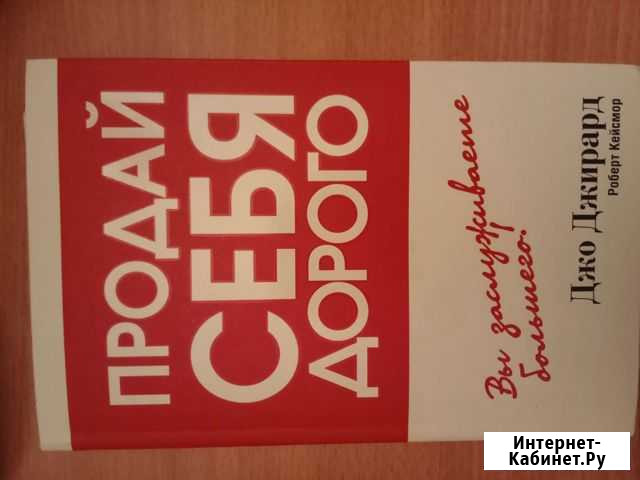 ПРОДАЙ
СЕБЯ
ДОРОГО
Вы заслуживаете
большего.
Джо Джирард
Роберт Кейсмор
Интернет-
Кабинет.Ру